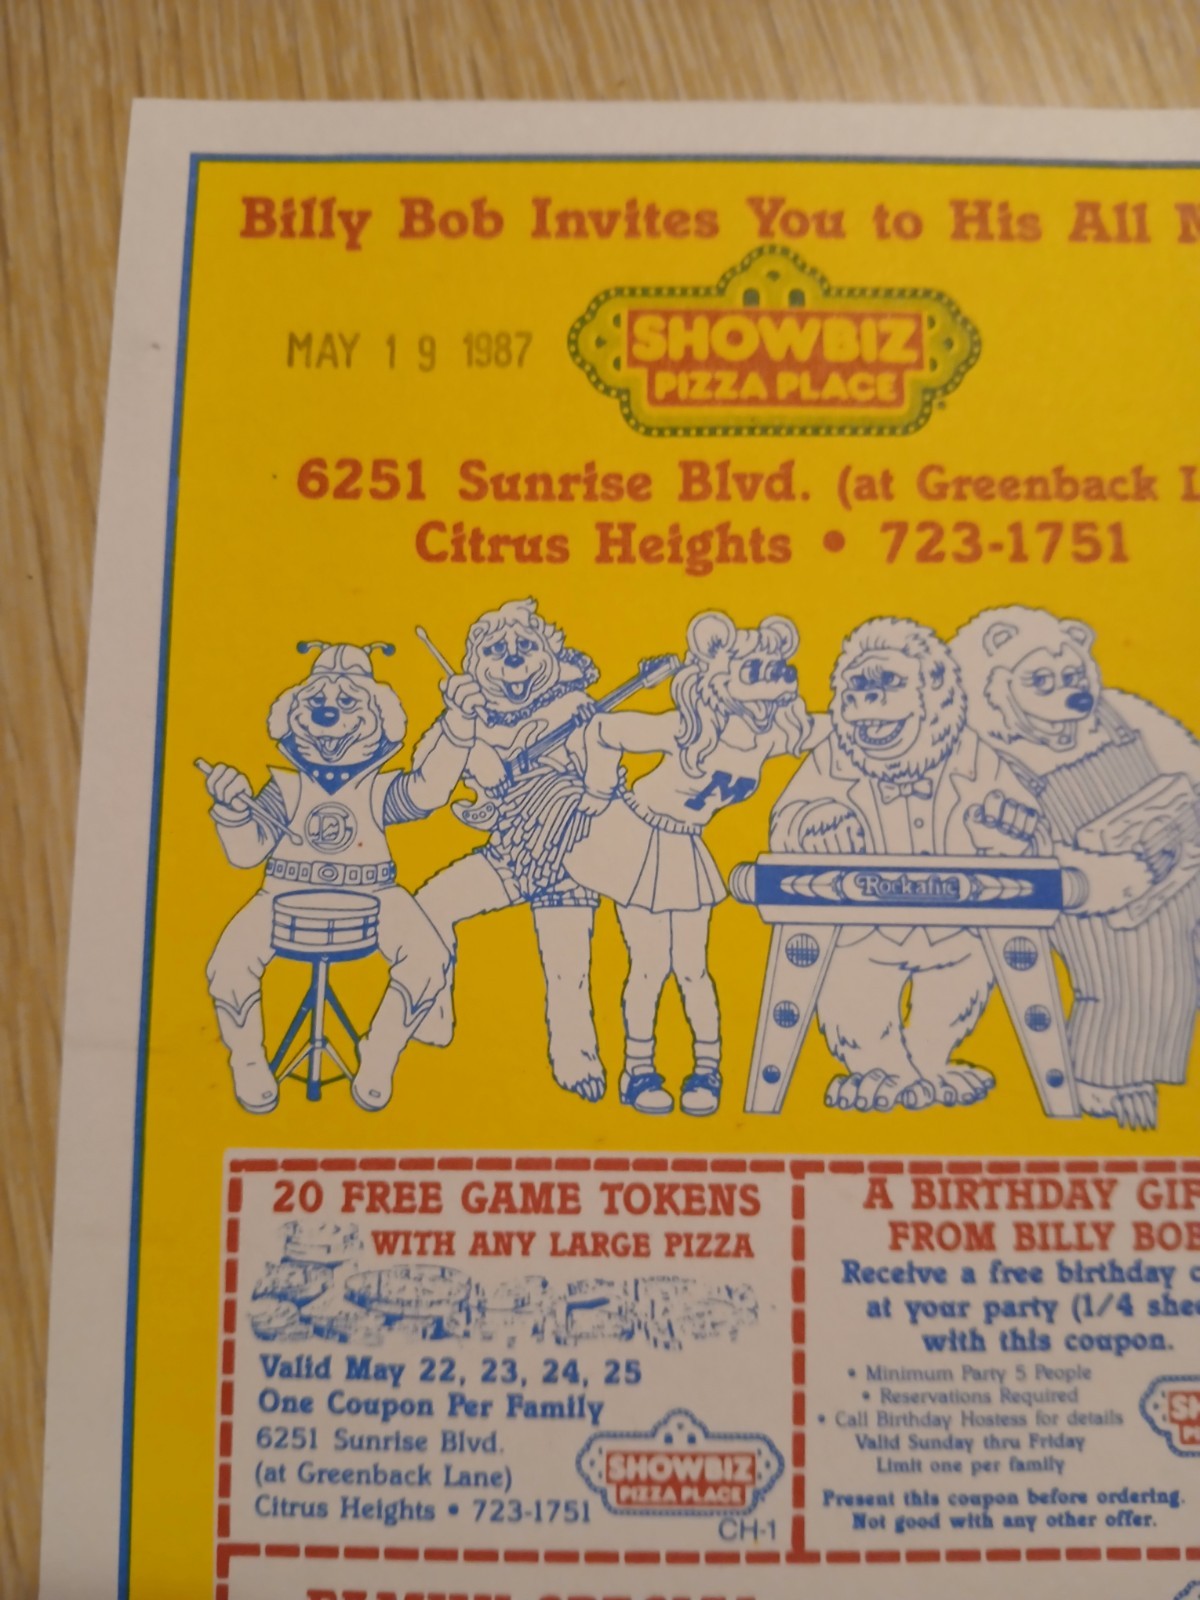 Billy Bob Invites You to His All
MAY 19 1987
SHOWBIZ
PIZZA PLACE
6251 Sunrise Blvd. (at Greenback
Citrus Heights • 723-1751
M
Rockafire
20 FREE GAME TOKENS
WITH ANY LARGE PIZZA
Valid May 22, 23, 24, 25
One Coupon Per Family
6251 Sunrise Blvd.
(at Greenback Lane)
Citrus Heights • 723-1751
SHOWBIZ
PIZZA PLACE
CH-1
A BIRTHDAY
FROM BILLY BOB
Receive a free birthday
at your party (1/4
with this coupon.
• Minimum Party 5 People
• Reservations Required
• Call Birthday Hostess for details
Valid Sunday thru Friday
Limit one per family
Present this coupon before ordering.
Not good with any other offer.